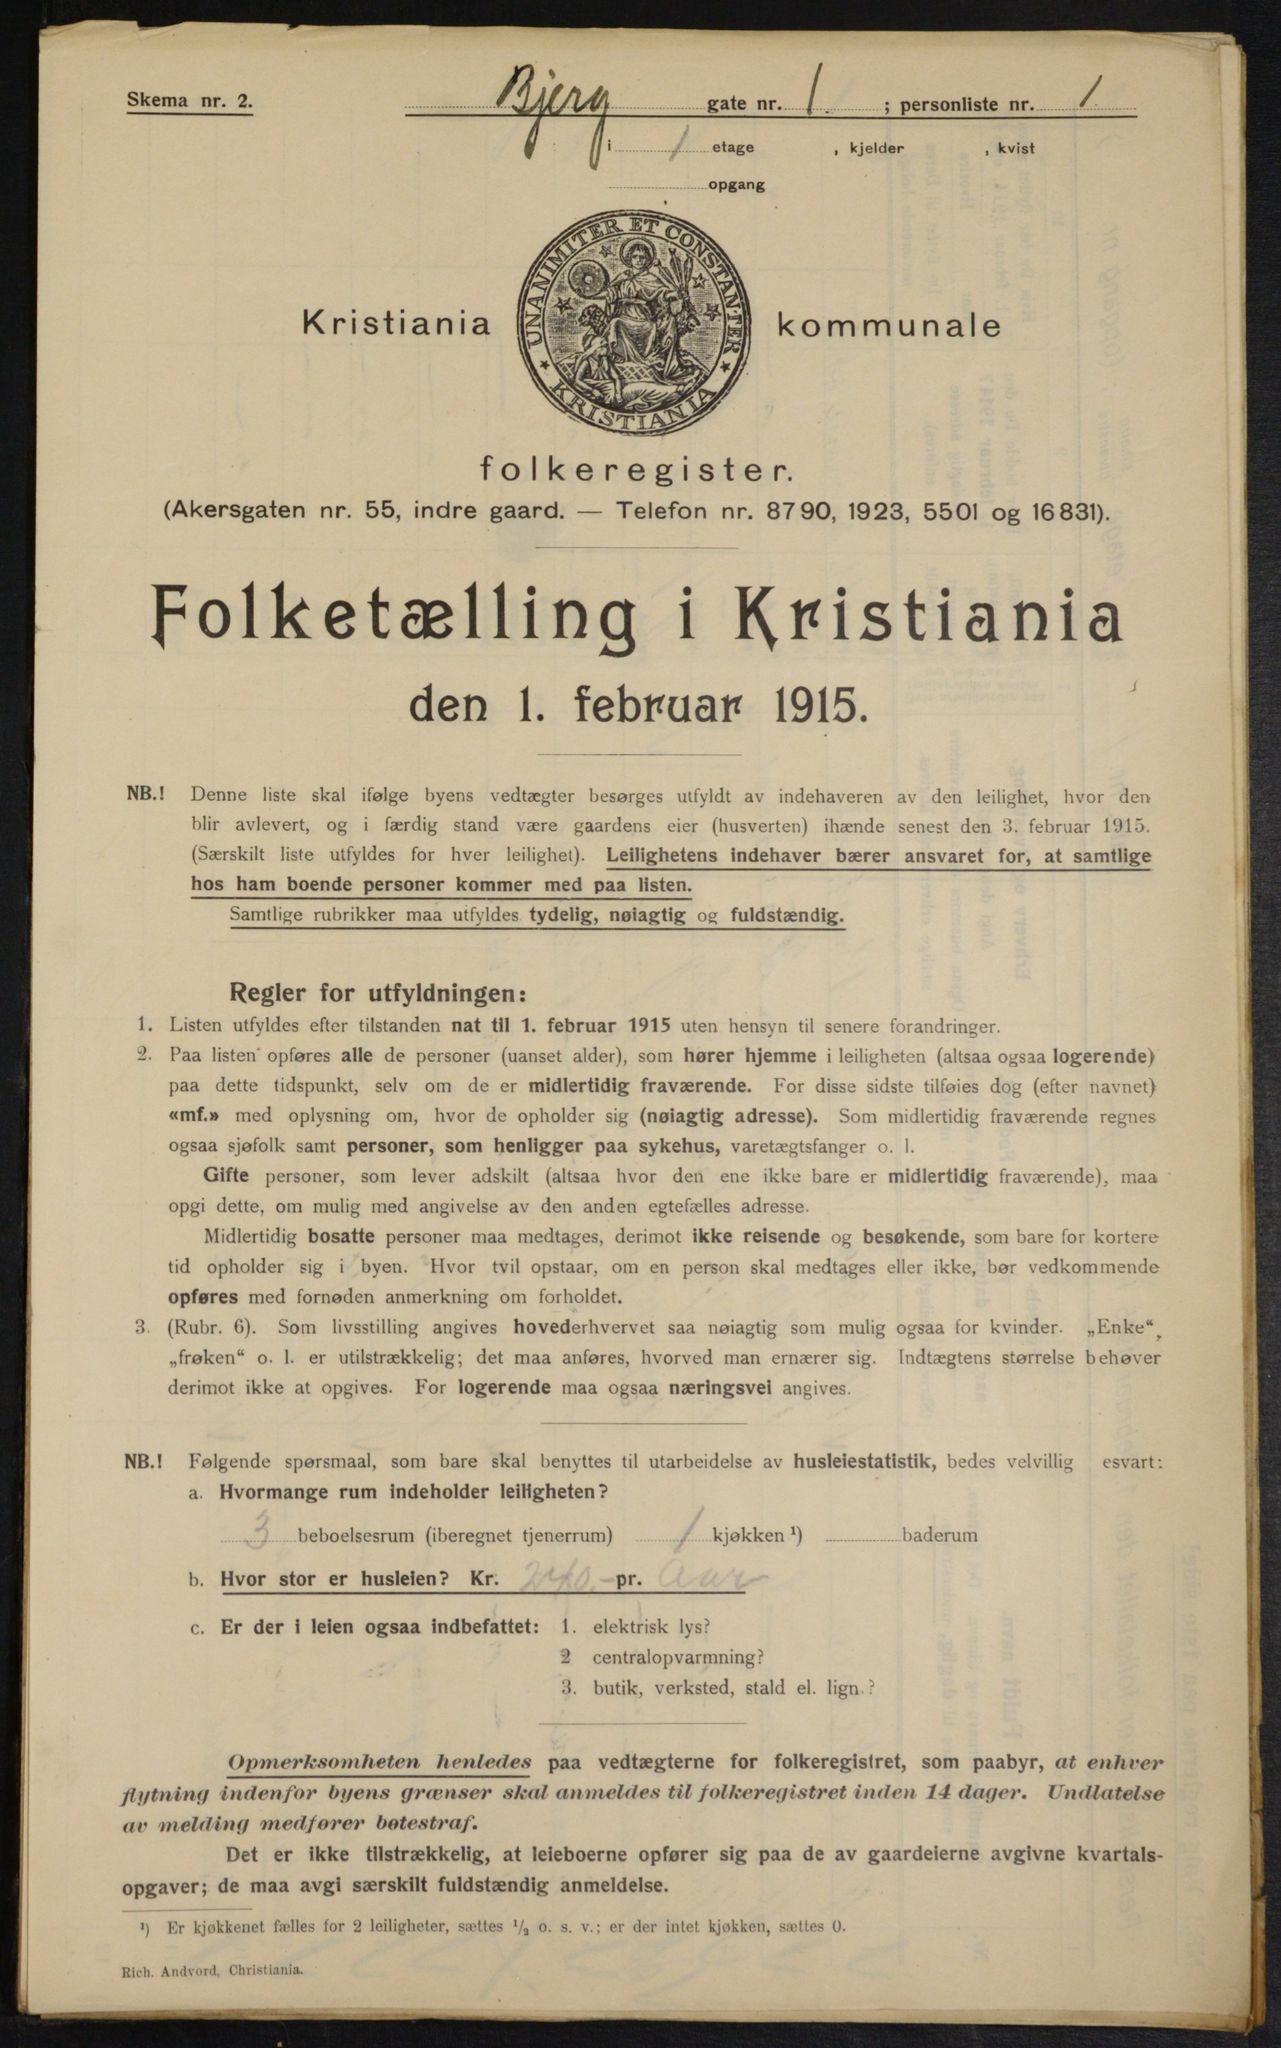 Skema nr. 2.
Bjerg gate nr. 1 ; personliste nr. 1
i 1 etage , kjelder , kvist
opgang
UNANIMITER ET CONSTANTER
KRISTIANIA
Kristiania kommunale
folkeregister.
(Akersgaten nr. 55, indre gaard. — Telefon nr. 8790, 1923, 5501 og 16831).
Folketælling i Kristiania
den 1. februar 1915.
NB.! Denne liste skal ifølge byens vedtægter besørges utfyldt av indehaveren av den leilighet, hvor den
blir avlevert, og i færdig stand være gaardens eier (husverten) ihænde senest den 3. februar 1915.
(Særskilt liste utfyldes for hver leilighet). Leilighetens indehaver bærer ansvaret for, at samtlige
hos ham boende personer kommer med paa listen.
Samtlige rubrikker maa utfyldes tydelig, nøiagtig og fuldstændig.
Regler for utfyldningen:
1. Listen utfyldes efter tilstanden nat til 1. februar 1915 uten hensyn til senere forandringer.
2. Paa listen opføres alle de personer (uanset alder), som hører hjemme i leiligheten (altsaa ogsaa logerende)
paa dette tidspunkt, selv om de er midlertidig fraværende. For disse sidste tilføies dog (efter navnet)
«mf.» med oplysning om, hvor de opholder sig (nøiagtig adresse). Som midlertidig fraværende regnes
ogsaa sjøfolk samt personer, som henligger paa sykehus, varetægtsfanger o. l.
Gifte personer, som lever adskilt (altsaa hvor den ene ikke bare er midlertidig fraværende), maa
opgi dette, om mulig med angivelse av den anden egtefælles adresse.
Midlertidig bosatte personer maa medtages, derimot ikke reisende og besøkende, som bare for kortere
tid opholder sig i byen. Hvor tvil opstaar, om en person skal medtages eller ikke, bør vedkommende
opføres med fornøden anmerkning om forholdet.
3. (Rubr. 6). Som livsstilling angives hovederhvervet saa nøiagtig som mulig ogsaa for kvinder. „Enke“,
„frøken“ o. l. er utilstrækkelig; det maa anføres, hvorved man ernærer sig. Indtægtens størrelse behøver
derimot ikke at opgives. For logerende maa ogsaa næringsvei angives.
NB.! Følgende spørsmaal, som bare skal benyttes til utarbeidelse av husleiestatistik, bedes velvillig esvart:
a. Hvormange rum indeholder leiligheten?
3 beboelsesrum (iberegnet tjenerrum) 1 kjøkken ¹) baderum
b. Hvor stor er husleien? Kr. 240.- pr. Aar
c. Er der i leien ogsaa indbefattet: 1. elektrisk lys?
2 centralopvarmning?
3. butik, verksted, stald el. lign.?
Opmerksomheten henledes paa vedtægterne for folkeregistret, som paabyr, at enhver
flytning indenfor byens grænser skal anmeldes til folkeregistret inden 14 dager. Undlatelse
av melding medfører bøtestraf.
Det er ikke tilstrækkelig, at leieboerne opfører sig paa de av gaardeierne avgivne kvartals-
opgaver; de maa avgi særskilt fuldstændig anmeldelse.
¹) Er kjøkkenet fælles for 2 leiligheter, sættes ½ o. s. v.; er der intet kjøkken, sættes 0.
Rich. Andvord, Christiania.